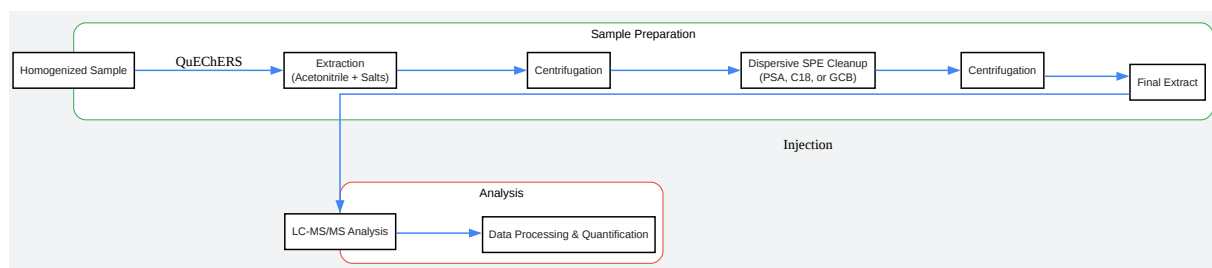 Sample Preparation
Homogenized Sample
QuEChERS
Extraction
(Acetonitrile + Salts)
Centrifugation
Dispersive SPE Cleanup
(PSA, C18, or GCB)
Centrifugation
Final Extract
Injection
Analysis
LC-MS/MS Analysis
Data Processing & Quantification